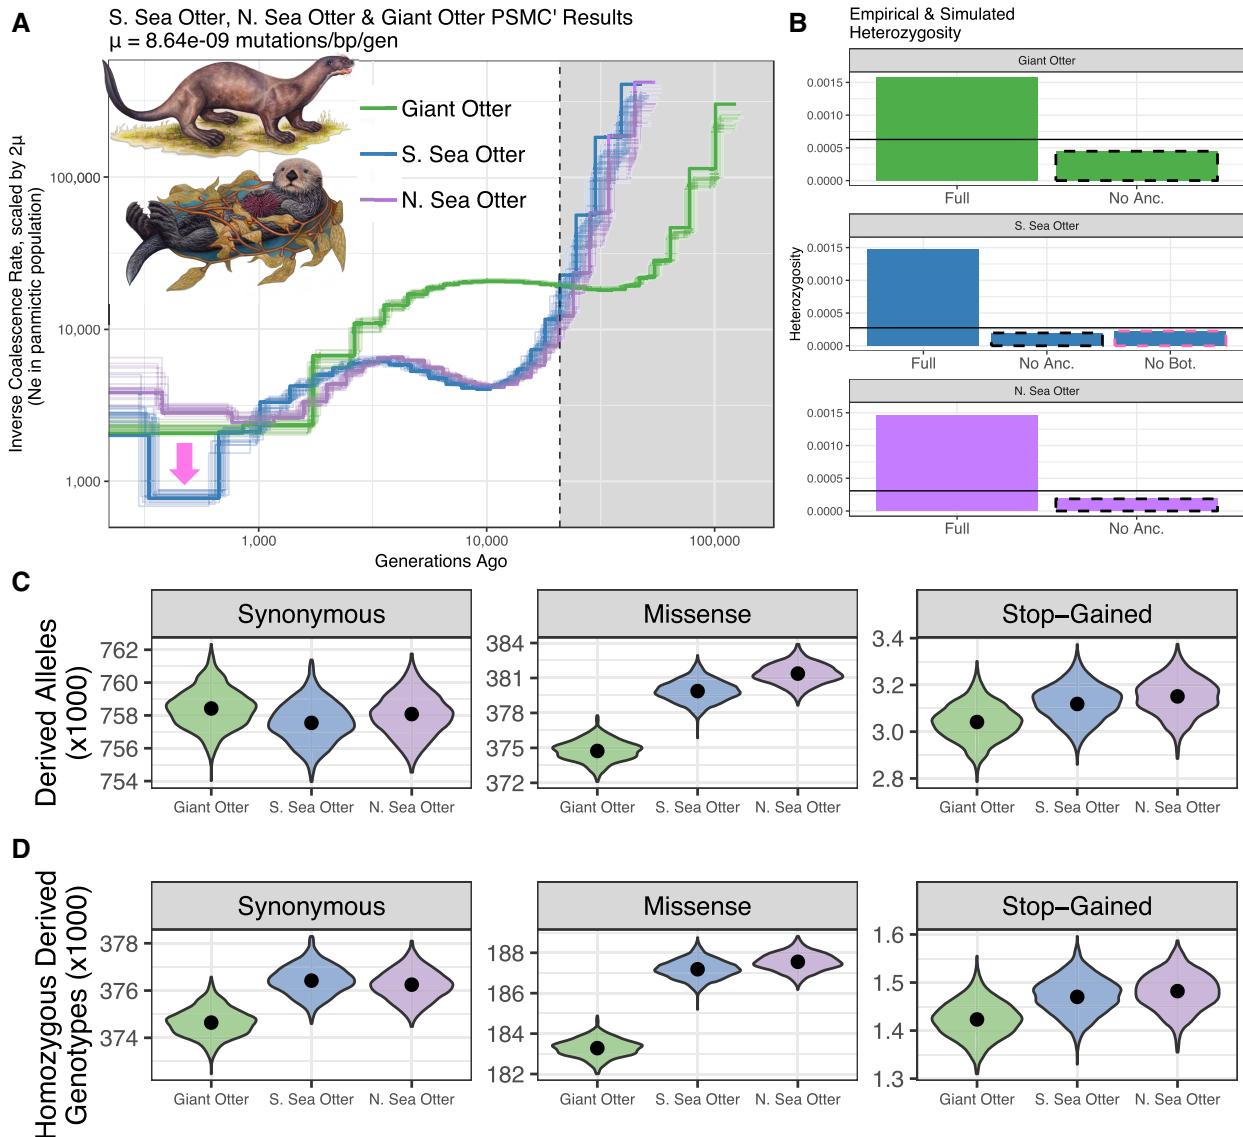 A
S. Sea Otter, N. Sea Otter & Giant Otter PSMC' Results
μ = 8.64e-09 mutations/bp/gen
Inverse Coalescence Rate, scaled by 2μ
(Ne in panmictic population)
100,000
10,000
1,000
Giant Otter
S. Sea Otter
N. Sea Otter
1,000
10,000
100,000
Generations Ago
B
Empirical & Simulated
Heterozygosity
Heterozygosity
Giant Otter
0.0015
0.0010
0.0005
0.0000
Full
No Anc.
S. Sea Otter
0.0015
0.0010
0.0005
0.0000
Full
No Anc.
No Bot.
N. Sea Otter
0.0015
0.0010
0.0005
0.0000
Full
No Anc.
C
Derived Alleles
(x1000)
Synonymous
762
760
758
756
754
Giant Otter
S. Sea Otter
N. Sea Otter
Missense
384
381
378
375
372
Giant Otter
S. Sea Otter
N. Sea Otter
Stop−Gained
3.4
3.2
3.0
2.8
Giant Otter
S. Sea Otter
N. Sea Otter
D
Homozygous Derived
Genotypes (x1000)
Synonymous
378
376
374
Giant Otter
S. Sea Otter
N. Sea Otter
Missense
188
186
184
182
Giant Otter
S. Sea Otter
N. Sea Otter
Stop−Gained
1.6
1.5
1.4
1.3
Giant Otter
S. Sea Otter
N. Sea Otter